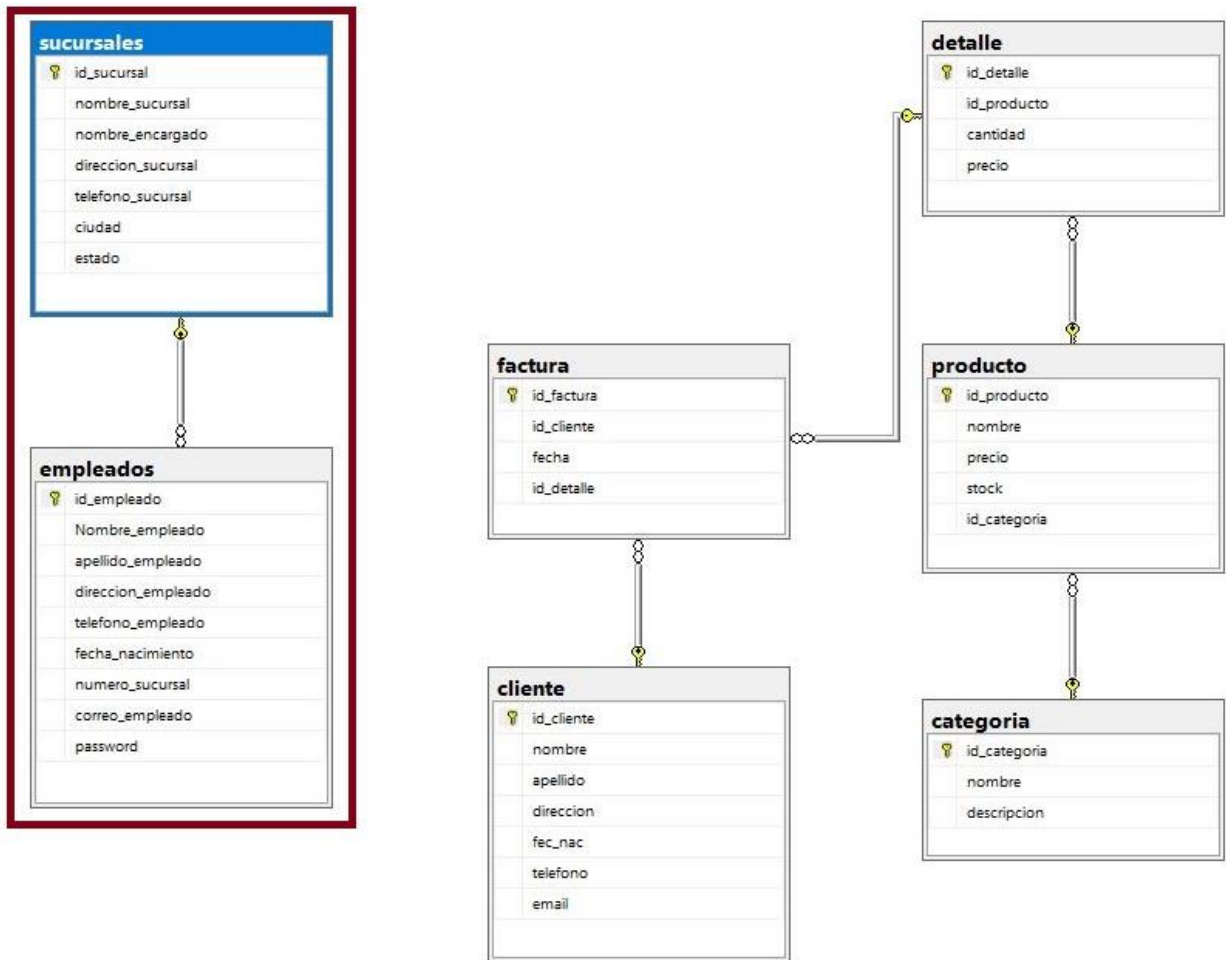 sucursales
id_sucursal
nombre_sucursal
nombre_encargado
direccion_sucursal
telefono_sucursal
ciudad
estado
empleados
id_empleado
Nombre_empleado
apellido_empleado
direccion_empleado
telefono_empleado
fecha_nacimiento
numero_sucursal
correo_empleado
password
factura
id_factura
id_cliente
fecha
id_detalle
cliente
id_cliente
nombre
apellido
direccion
fec_nac
telefono
email
detalle
id_detalle
id_producto
cantidad
precio
producto
id_producto
nombre
precio
stock
id_categoria
categoria
id_categoria
nombre
descripcion